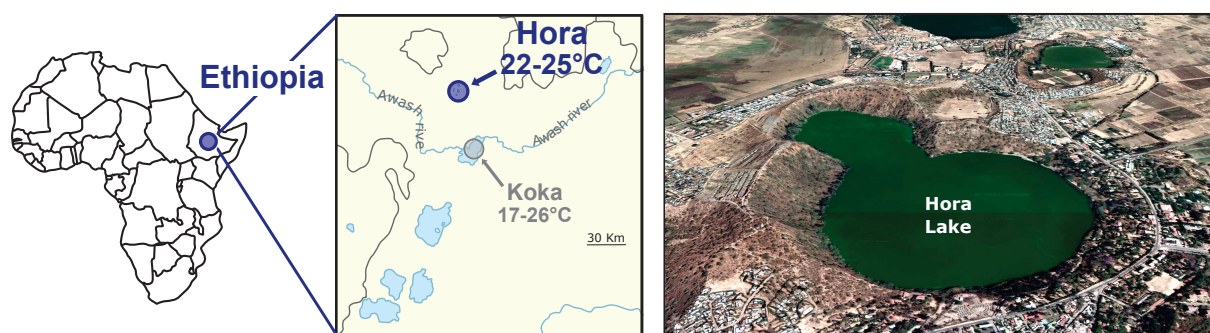 Ethiopia
Hora
22-25°C
Awash rive
Awash river
Koka
17-26°C
30 Km
Hora
Lake